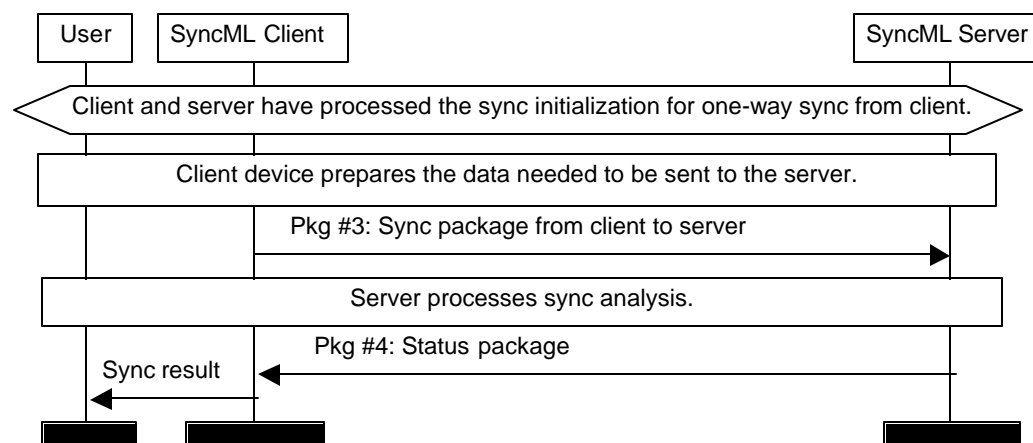 User
SyncML Client
SyncML Server
Client and server have processed the sync initialization for one-way sync from client.
Client device prepares the data needed to be sent to the server.
Pkg #3: Sync package from client to server
Server processes sync analysis.
Pkg #4: Status package
Sync result